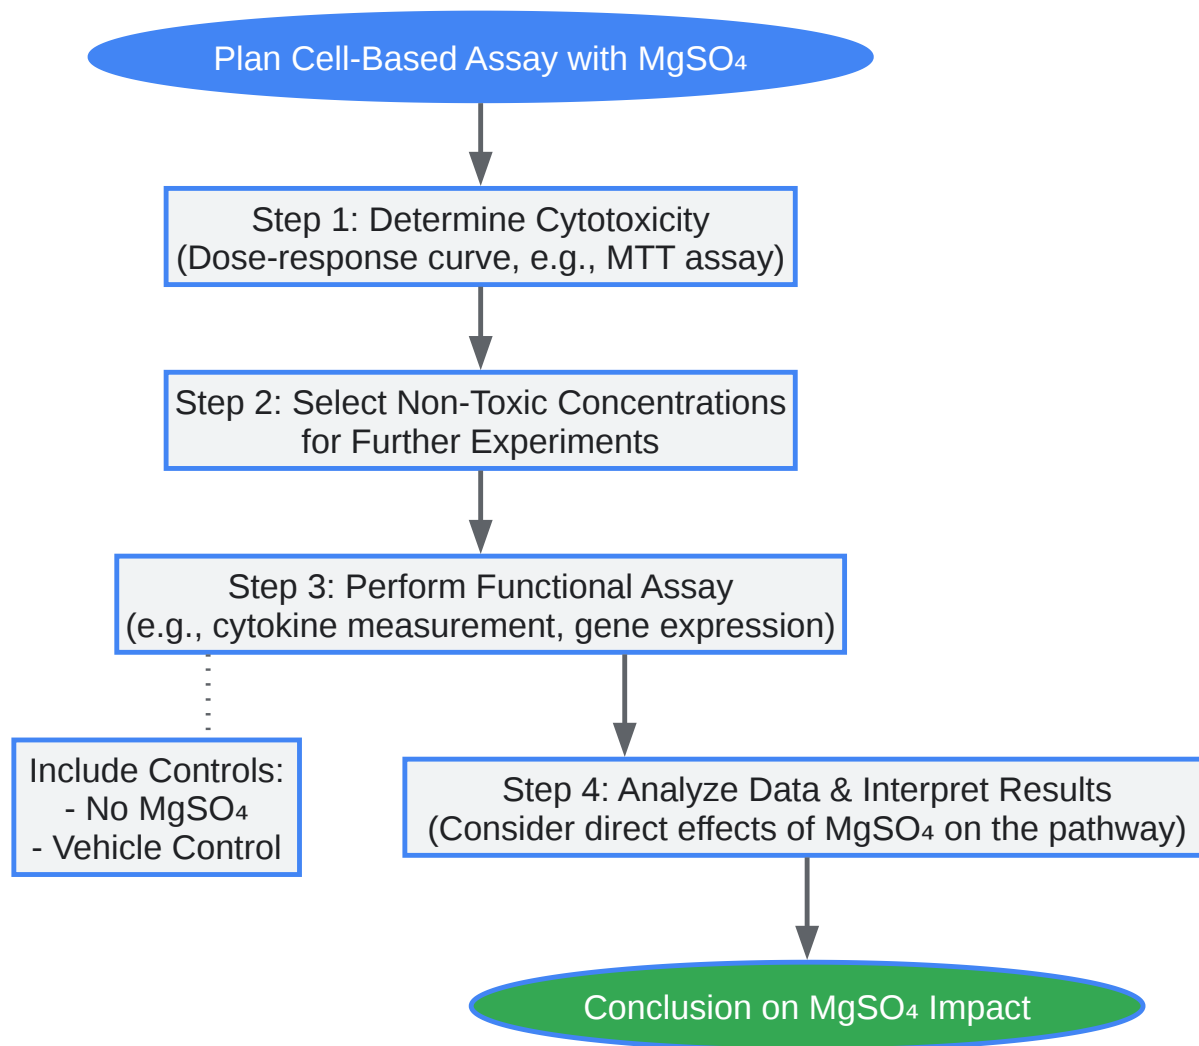 Plan Cell-Based Assay with MgSO₄
Step 1: Determine Cytotoxicity
(Dose-response curve, e.g., MTT assay)
Step 2: Select Non-Toxic Concentrations
for Further Experiments
Step 3: Perform Functional Assay
(e.g., cytokine measurement, gene expression)
Include Controls:
- No MgSO₄
- Vehicle Control
Step 4: Analyze Data & Interpret Results
(Consider direct effects of MgSO₄ on the pathway)
Conclusion on MgSO₄ Impact